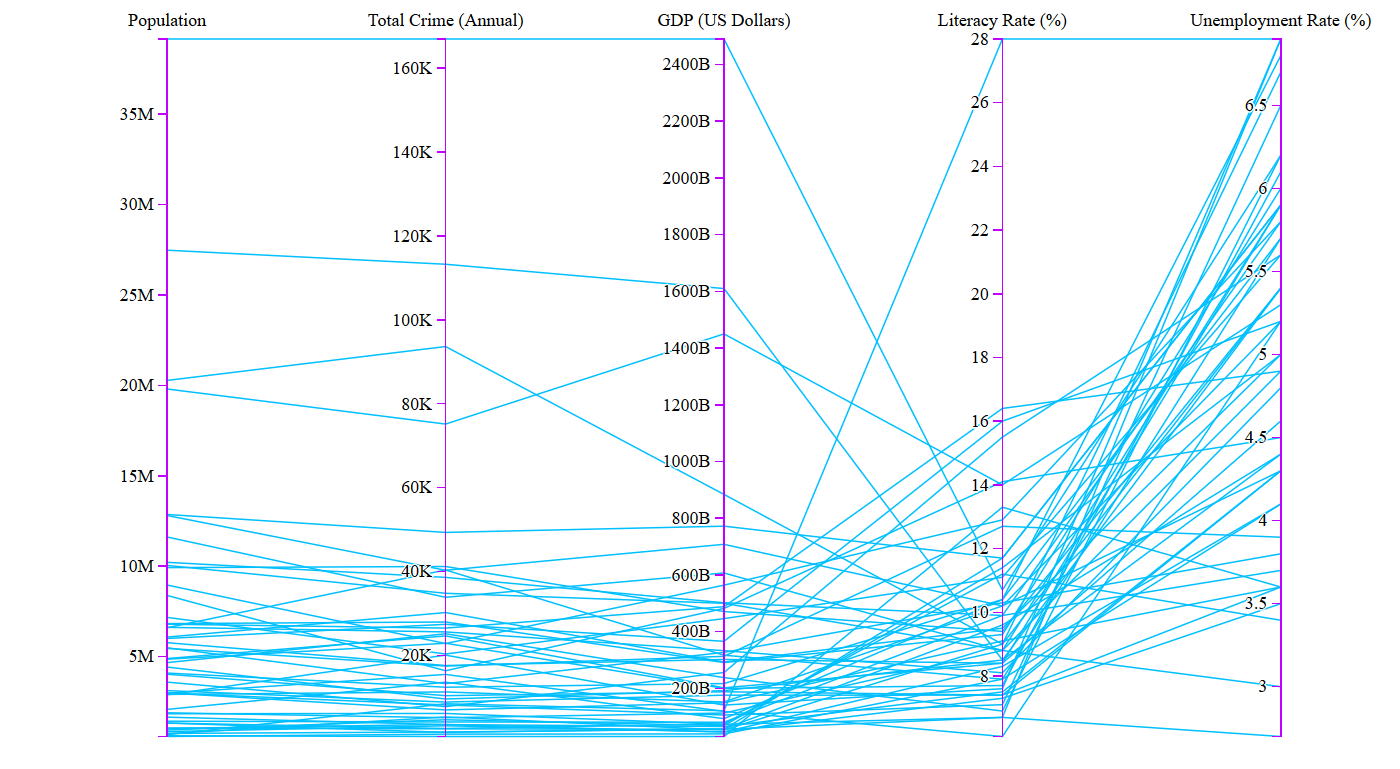 Population
Total Crime (Annual)
GDP (US Dollars)
Literacy Rate (%)
Unemployment Rate (%)
35M
30M
25M
20M
15M
10M
5M
160K
140K
120K
100K
80K
60K
40K
20K
2400B
2200B
2000B
1800B
1600B
1400B
1200B
1000B
800B
600B
400B
200B
28
26
24
22
20
18
16
14
12
10
8
6.5
6
5.5
5
4.5
4
3.5
3